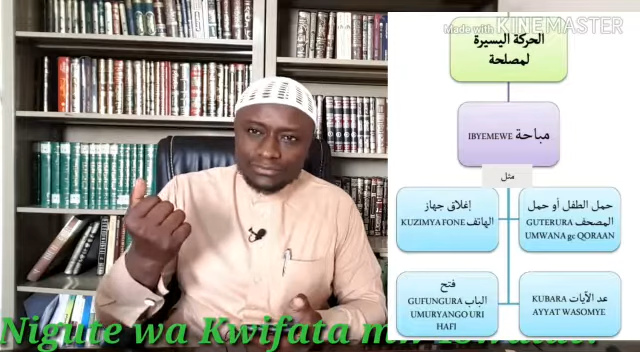 Made with KINEMASTER
الحركة اليسيرة
لمصلحة
مباحة IBYEMEWE
مثل
إغلاق جهاز
الهاتف KUZIMYA FONE
حمل الطفل أو حمل
المصحف GUTERURA
UMWANA gc QORAAN
فتح
الباب GUFUNGURA
UMURYANGO URI
HAFI
عد الآيات KUBARA
AYYAT WASOMYE
Nigute wa Kwifata mu